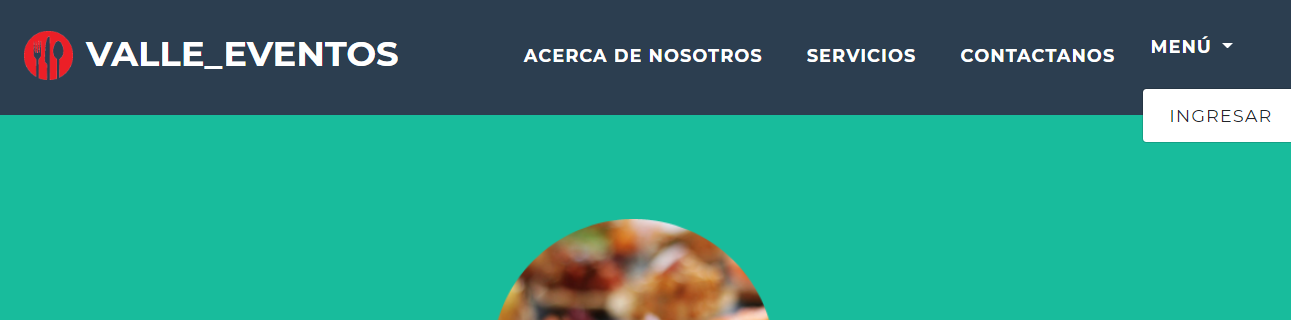 VALLE_EVENTOS
ACERCA DE NOSOTROS
SERVICIOS
CONTACTANOS
MENÚ
INGRESAR